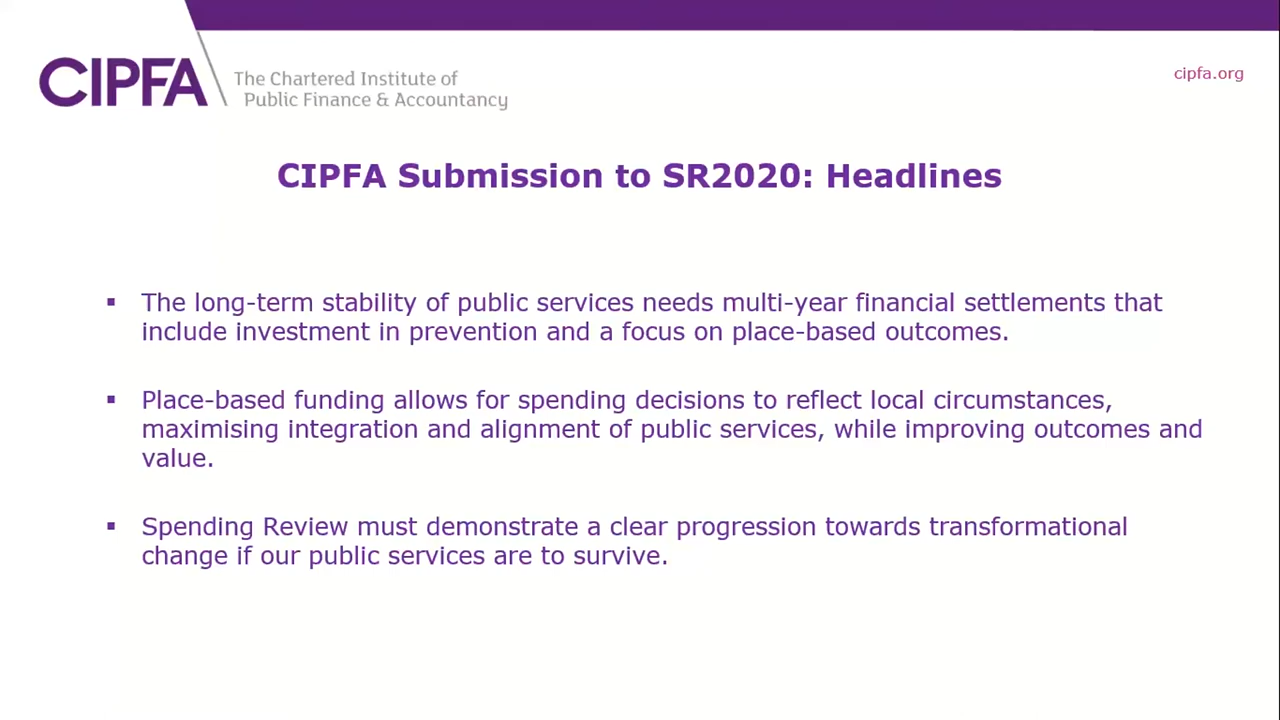 CIPFA
The Chartered Institute of
Public Finance & Accountancy
cipfa.org
CIPFA Submission to SR2020: Headlines
▪ The long-term stability of public services needs multi-year financial settlements that
include investment in prevention and a focus on place-based outcomes.
▪ Place-based funding allows for spending decisions to reflect local circumstances,
maximising integration and alignment of public services, while improving outcomes and
value.
▪ Spending Review must demonstrate a clear progression towards transformational
change if our public services are to survive.